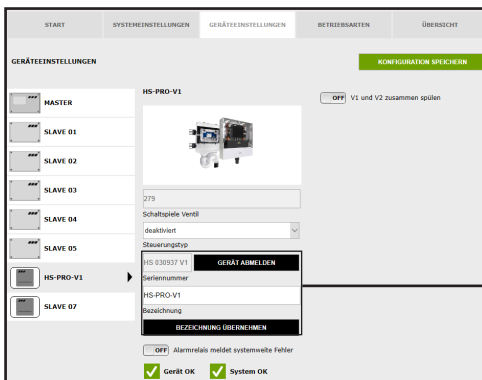 START SYSTEMEINSTELLUNGEN GERÄTEEINSTELLUNGEN BETRIEBSARTEN ÜBERSICHT
GERÄTEEINSTELLUNGEN
KONFIGURATION SPEICHERN
MASTER
SLAVE 01
SLAVE 02
SLAVE 03
SLAVE 04
SLAVE 05
HS-PRO-V1
SLAVE 07
HS-PRO-V1
279
Schaltspiele Ventil
deaktiviert
Steuerungstyp
HS 030937 V1 GERÄT ABMELDEN
Seriennummer
HS-PRO-V1
Bezeichnung
BEZEICHNUNG ÜBERNEHMEN
OFF Alarmrelais meldet systemweite Fehler
Gerät OK System OK
OFF V1 und V2 zusammen spülen